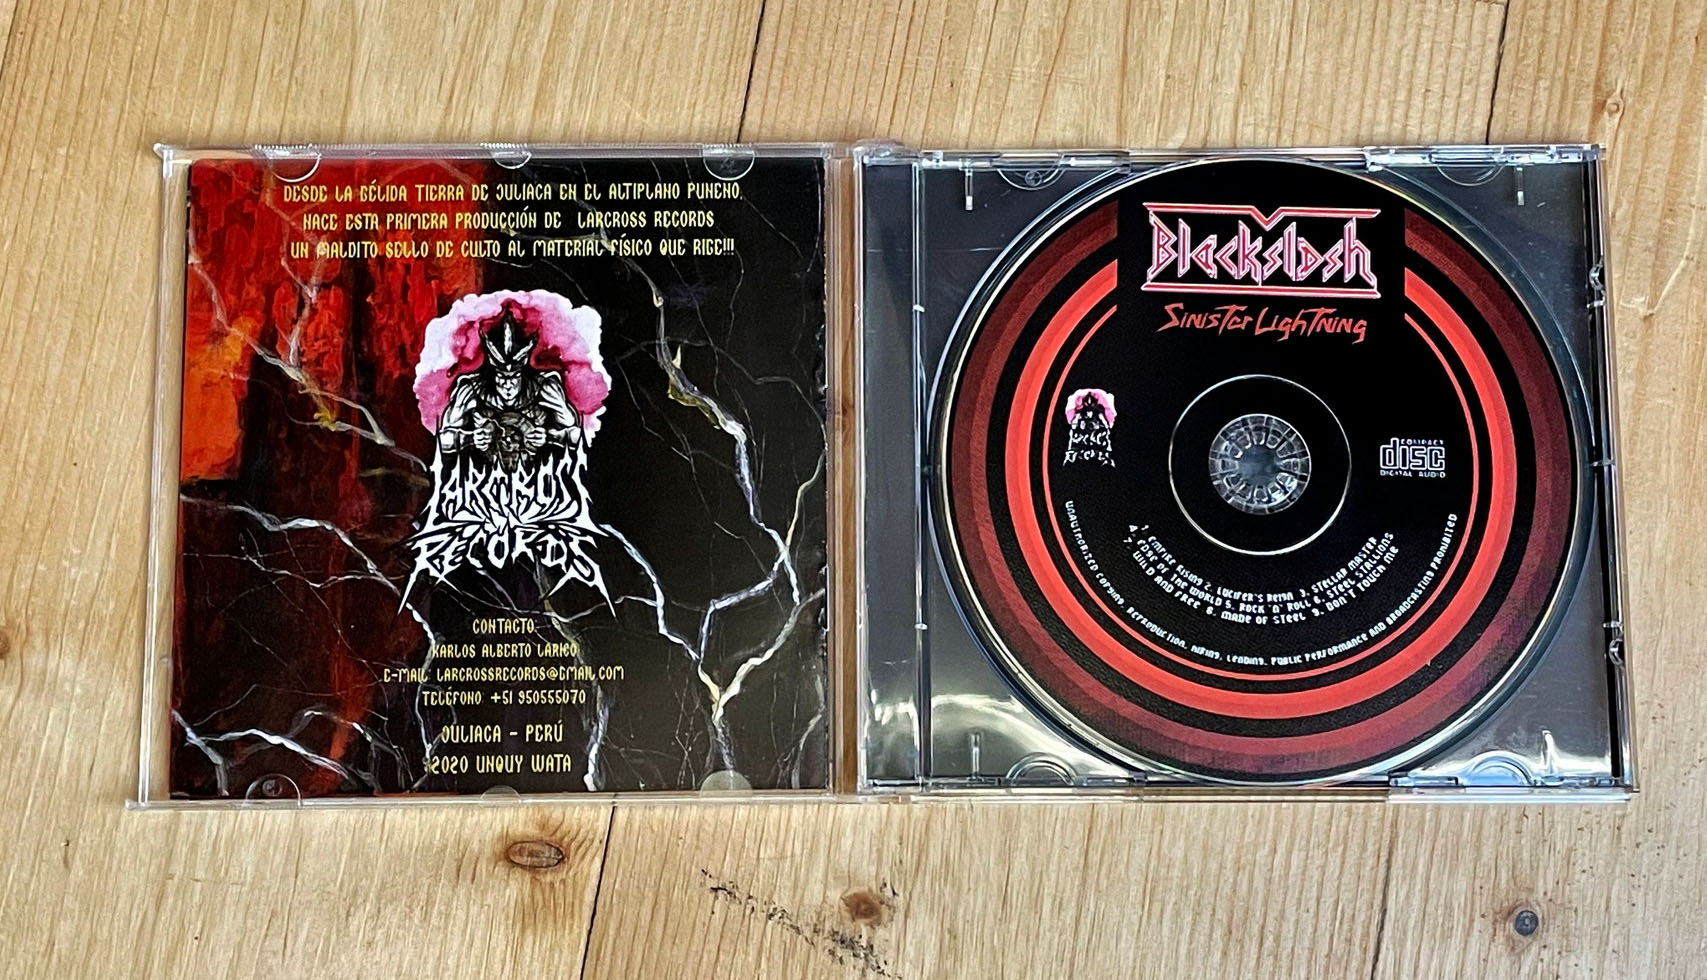 DESDE LA GÉLIDA TIERRA DE JULIACA EN EL ALTIPLANO PUNENO,
NACE ESTA PRIMERA PRODUCCIÓN DE LARCROSS RECORDS
UN MALDITO SELLO DE CULTO AL MATERIAL FÍSICO QUE RIGE!!!
LARCROSS
RECORDS
CONTACTO:
KARLOS ALBERTO LARICO
E-MAIL: LARCROSSRECORDS@GMAIL.COM
TELÉFONO: +51 950555070
JULIACA - PERÚ
2020 UNQUY WATA
Blackslash
Sinister Lightning
LARCROSS
RECORDS
COMPACT
disc
DIGITAL AUDIO
1. EMPIRE RISING 2. LUCIFER'S REIGN 3. STELLAR MASTER
4. EDGE OF THE WORLD 5. ROCK 'N' ROLL 6. STEEL STALLIONS
7. WILD AND FREE 8. MADE OF STEEL 9. DON'T TOUCH ME
UNAUTHORIZED COPYING, REPRODUCTION, HIRING, LENDING, PUBLIC PERFORMANCE AND BROADCASTING PROHIBITED